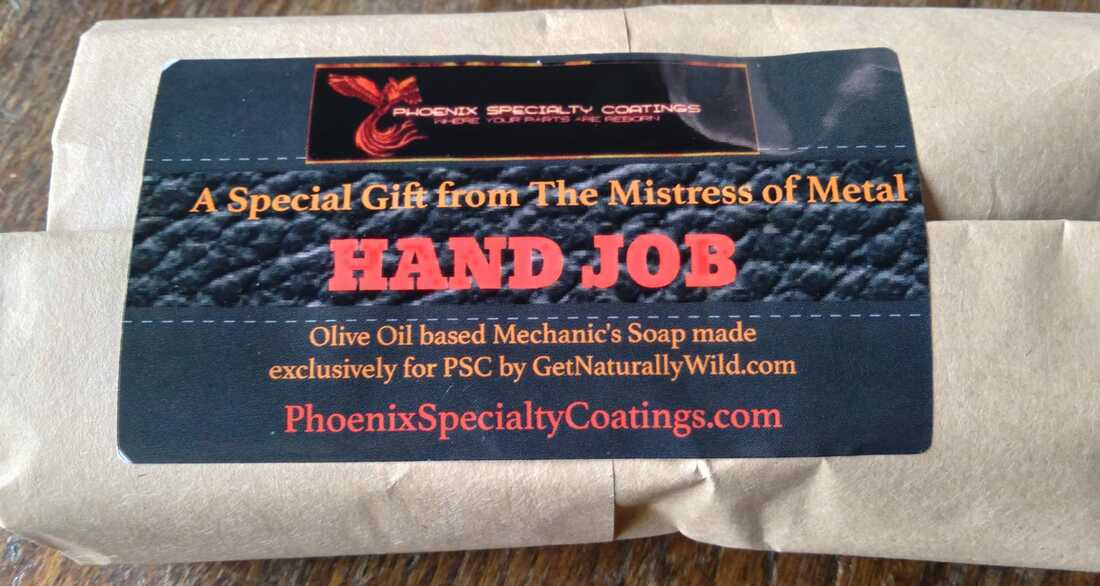 PHOENIX SPECIALTY COATINGS
WHERE YOUR PARTS ARE REBORN
A Special Gift from The Mistress of Metal
HAND JOB
Olive Oil based Mechanic's Soap made
exclusively for PSC by GetNaturallyWild.com
PhoenixSpecialtyCoatings.com